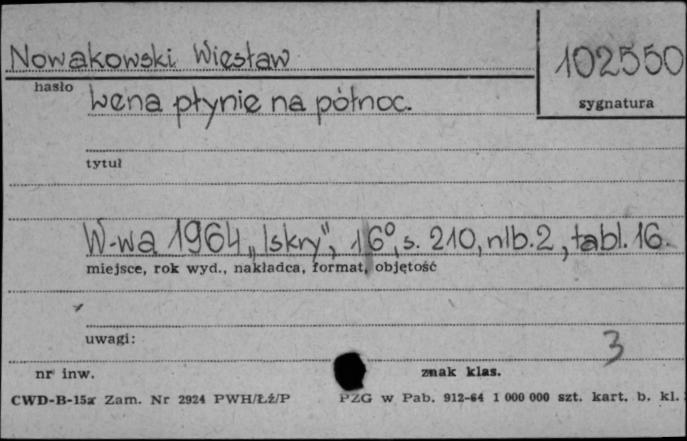 Nowakowski Wiesław
102550
hasło
Lena płynie na północ.
sygnatura
tytuł
W-wa 1964 „Iskry”, 16°, s. 210, nlb. 2, tabl. 16.
miejsce, rok wyd., nakładca, format, objętość
uwagi:
3
nr inw.
znak klas.
CWD-B-15a Zam. Nr 2924 PWH/Łź/P
PZG w Pab. 912-64 1 000 000 szt. kart. b. kl.